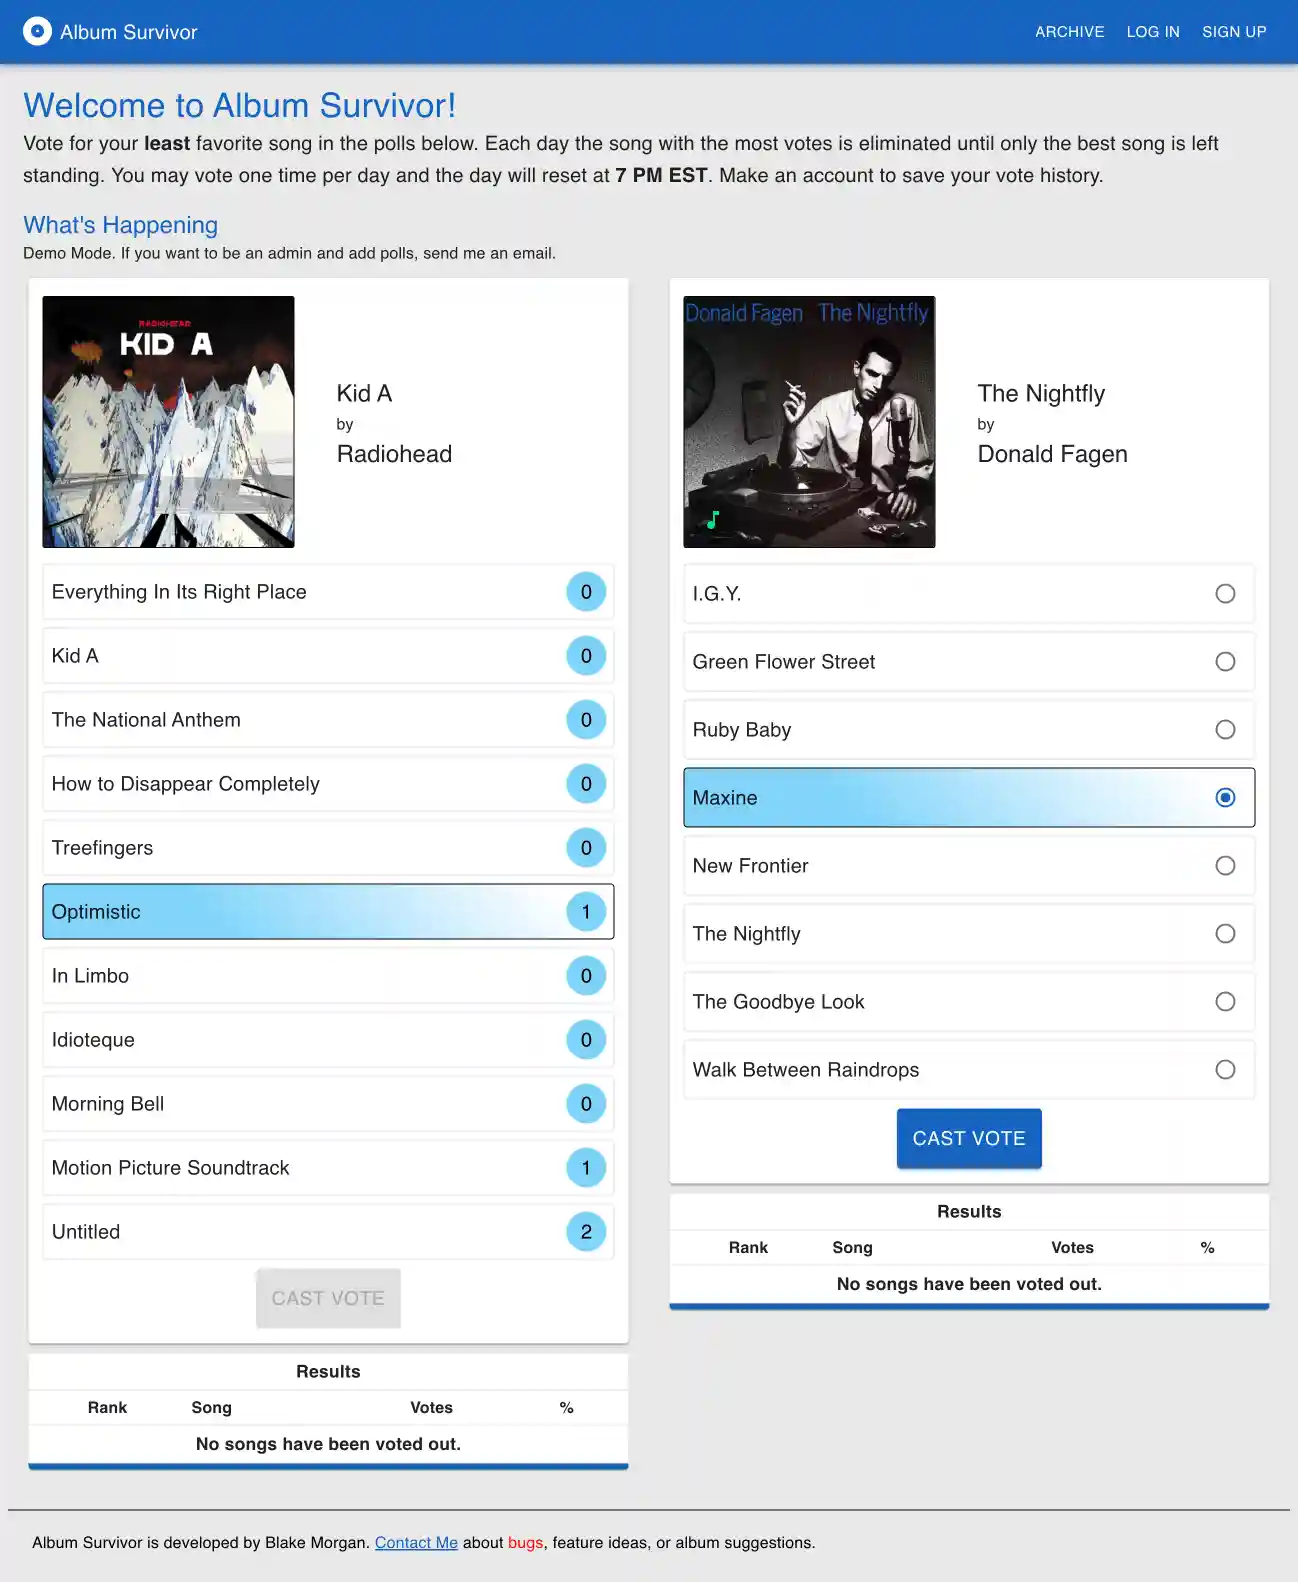 Album Survivor
ARCHIVE LOG IN SIGN UP
Welcome to Album Survivor!
Vote for your least favorite song in the polls below. Each day the song with the most votes is eliminated until only the best song is left
standing. You may vote one time per day and the day will reset at 7 PM EST. Make an account to save your vote history.
What's Happening
Demo Mode. If you want to be an admin and add polls, send me an email.
RADIOHEAD
KID A
Kid A
by
Radiohead
Everything In Its Right Place 0
Kid A 0
The National Anthem 0
How to Disappear Completely 0
Treefingers 0
Optimistic 1
In Limbo 0
Idioteque 0
Morning Bell 0
Motion Picture Soundtrack 1
Untitled 2
CAST VOTE
Results
Rank Song Votes %
No songs have been voted out.
Donald Fagen The Nightfly
The Nightfly
by
Donald Fagen
I.G.Y.
Green Flower Street
Ruby Baby
Maxine
New Frontier
The Nightfly
The Goodbye Look
Walk Between Raindrops
CAST VOTE
Results
Rank Song Votes %
No songs have been voted out.
Album Survivor is developed by Blake Morgan. Contact Me about bugs, feature ideas, or album suggestions.